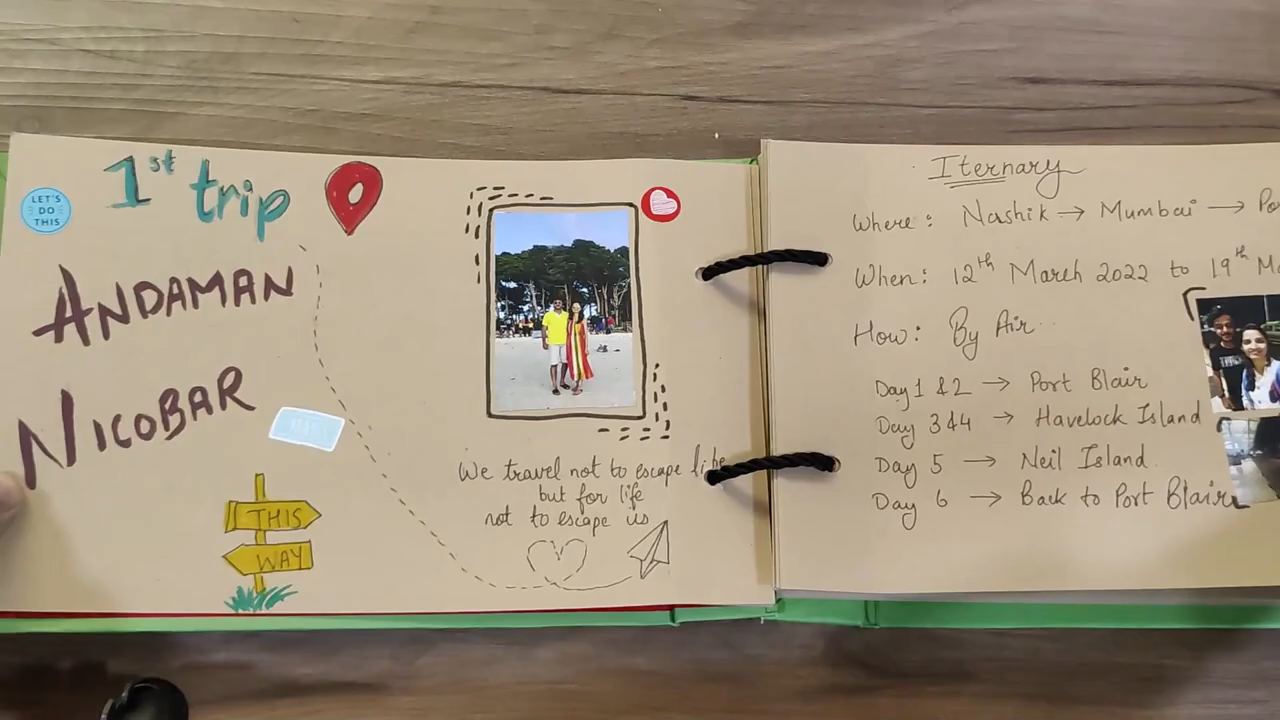 LET'S
DO
THIS
1st trip
ANDAMAN
NICOBAR
THIS
WAY
We travel not to escape life
but for life
not to escape us
Iternary
Where: Nashik → Mumbai → Po
When: 12th March 2022 to 19th Ma
How: By Air..
Day 1 & 2 → Port Blair
Day 3 & 4 → Havelock Island
Day 5 → Neil Island
Day 6 → Back to Port Blair